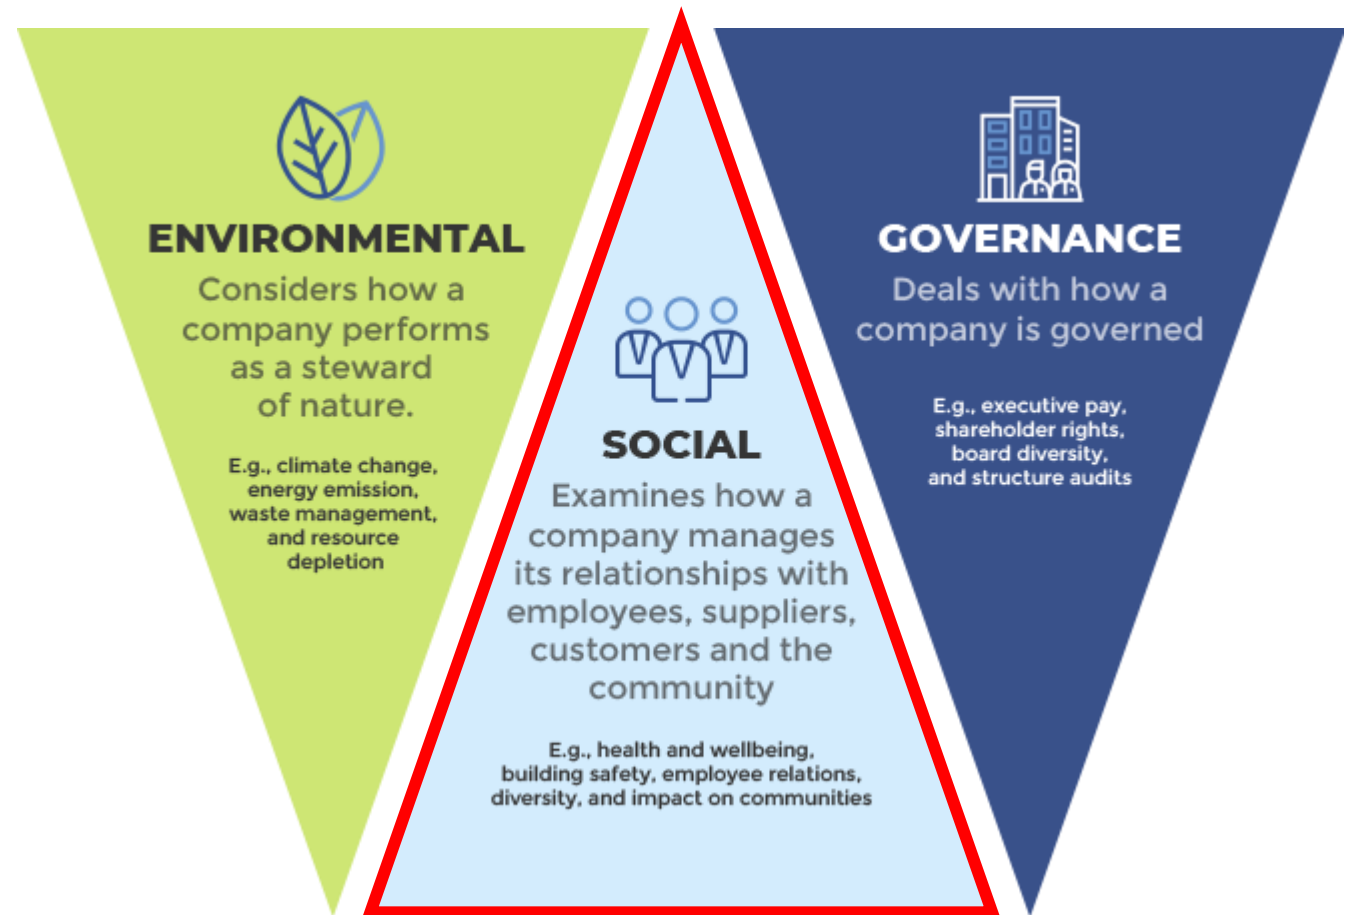 ENVIRONMENTAL
Considers how a
company performs
as a steward
of nature.
E.g., climate change,
energy emission,
waste management,
and resource
depletion
SOCIAL
Examines how a
company manages
its relationships with
employees, suppliers,
customers and the
community
E.g., health and wellbeing,
building safety, employee relations,
diversity, and impact on communities
GOVERNANCE
Deals with how a
company is governed
E.g., executive pay,
shareholder rights,
board diversity,
and structure audits